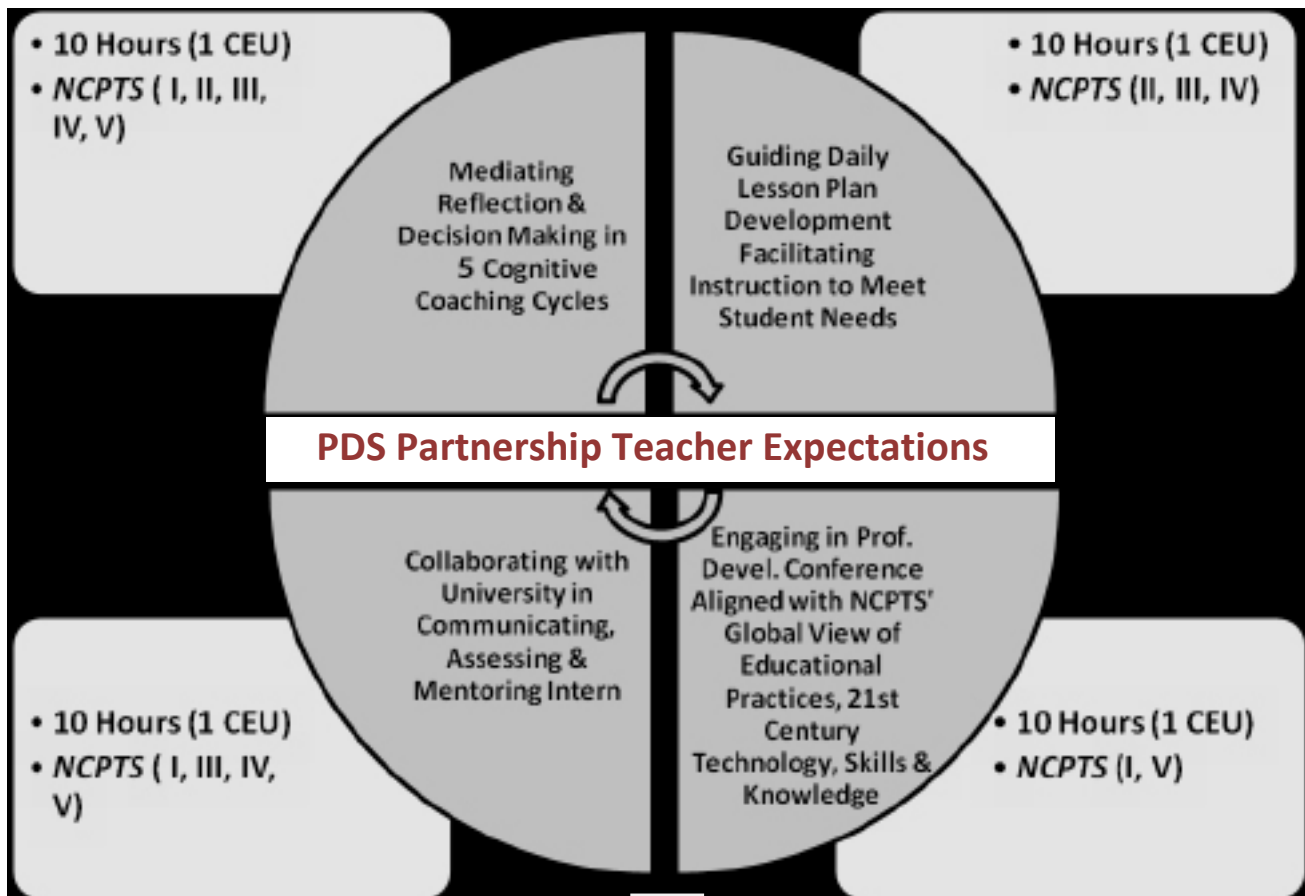 • 10 Hours (1 CEU)
• NCPTS ( I, II, III,
IV, V)
Mediating
Reflection &
Decision Making in
5 Cognitive
Coaching Cycles
• 10 Hours (1 CEU)
• NCPTS (II, III, IV)
Guiding Daily
Lesson Plan
Development
Facilitating
Instruction to Meet
Student Needs
PDS Partnership Teacher Expectations
Collaborating with
University in
Communicating,
Assessing &
Mentoring Intern
• 10 Hours (1 CEU)
• NCPTS ( I, III, IV,
V)
Engaging in Prof.
Devel. Conference
Aligned with NCPTS'
Global View of
Educational
Practices, 21st
Century
Technology, Skills &
Knowledge
• 10 Hours (1 CEU)
• NCPTS (I, V)